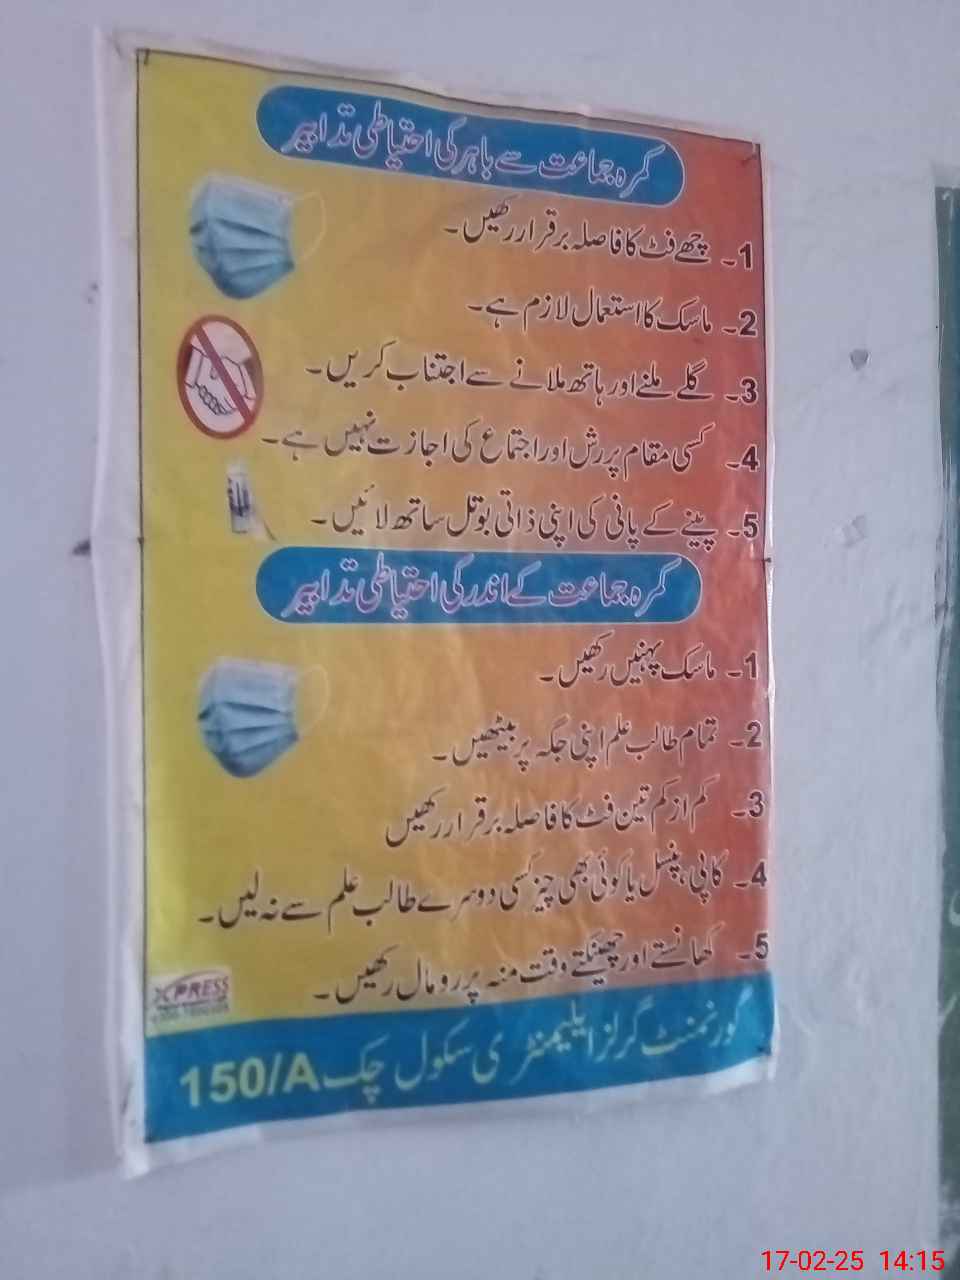 کمرہ جماعت سے باہر کی احتیاطی تدابیر
1۔ چھے فٹ کا فاصلہ برقرار رکھیں۔
2۔ ماسک کا استعمال لازم ہے۔
3۔ گلے ملنے اور ہاتھ ملانے سے اجتناب کریں۔
4۔ کسی مقام پر رش اور اجتماع کی اجازت نہیں ہے۔
5۔ پینے کے پانی کی اپنی ذاتی بوتل ساتھ لائیں۔
کمرہ جماعت کے اندر کی احتیاطی تدابیر
1۔ ماسک پہنیں رکھیں۔
2۔ تمام طالب علم اپنی جگہ پر بیٹھیں۔
3۔ کم از کم تین فٹ کا فاصلہ برقرار رکھیں
4۔ کاپی، پنسل یا کوئی بھی چیز کسی دوسرے طالب علم سے نہ لیں۔
5۔ کھانستے اور چھینکتے وقت منہ پر رومال رکھیں۔
XPRESS
گورنمنٹ گرلز ایلیمنٹری سکول چک 150/A
17-02-25 14:15